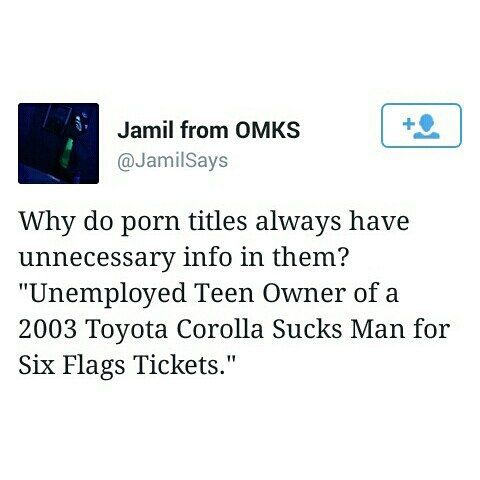 Jamil from OMKS
@JamilSays
Why do porn titles always have
unnecessary info in them?
"Unemployed Teen Owner of a
2003 Toyota Corolla Sucks Man for
Six Flags Tickets."